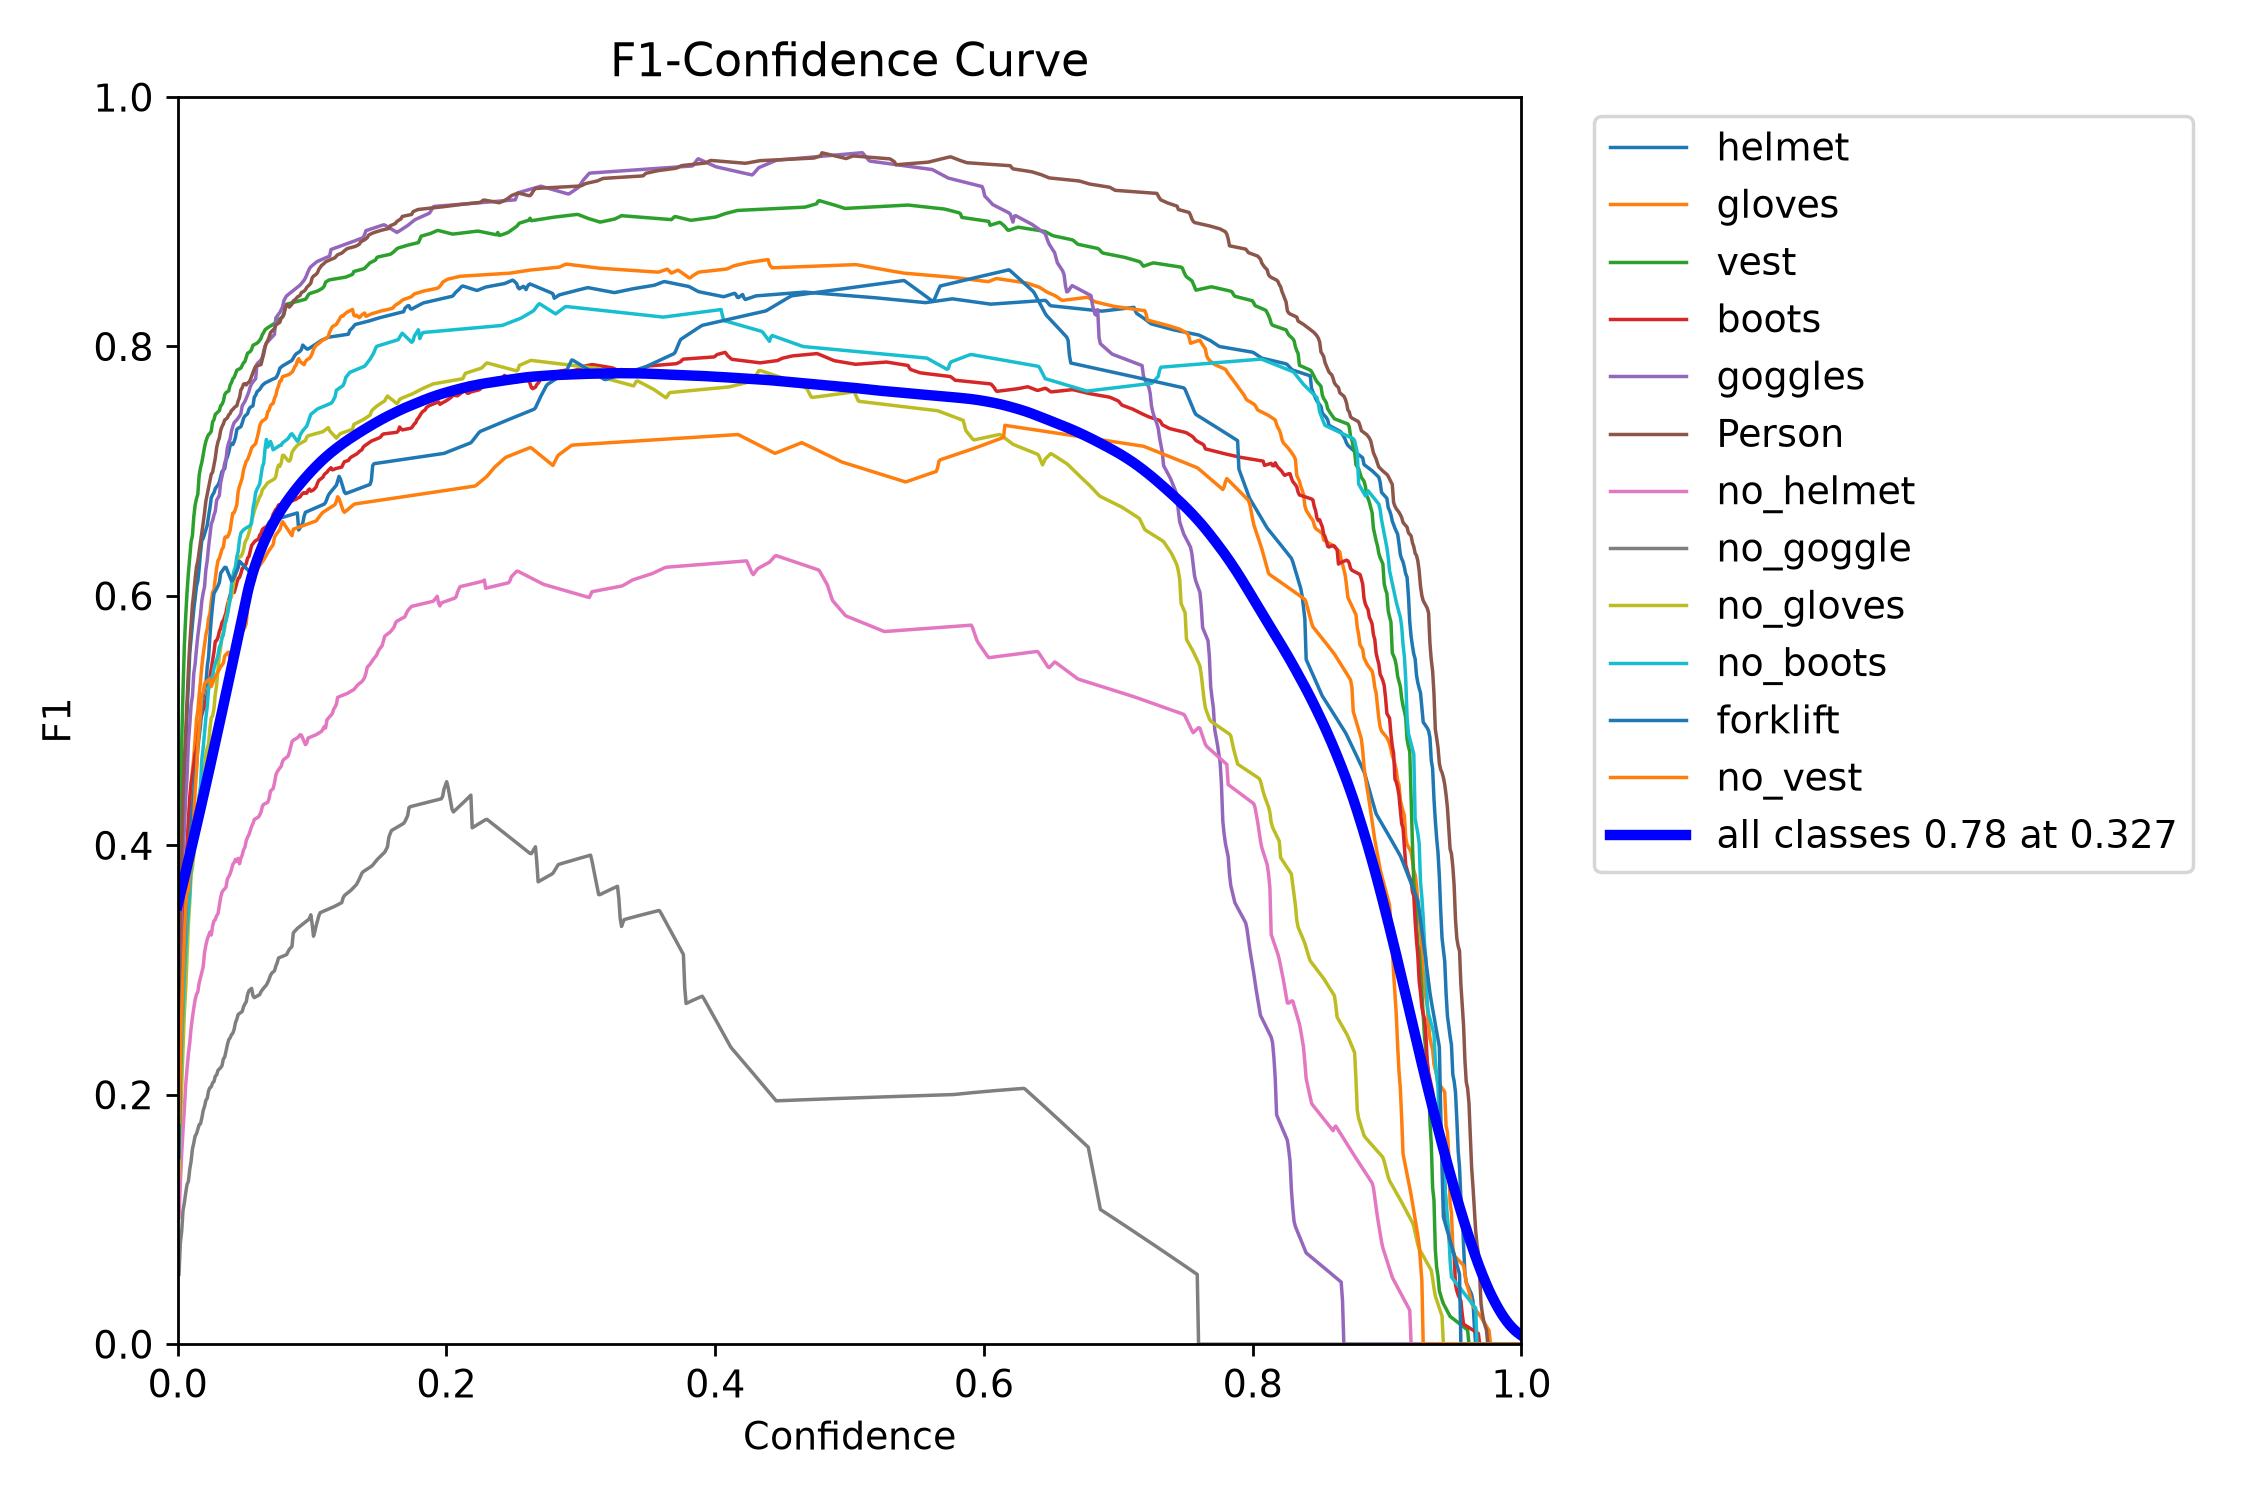 F1-Confidence Curve
1.0
0.8
0.6
0.4
0.2
0.0
F1
0.0 0.2 0.4 0.6 0.8 1.0
Confidence
helmet
gloves
vest
boots
goggles
Person
no_helmet
no_goggle
no_gloves
no_boots
forklift
no_vest
all classes 0.78 at 0.327